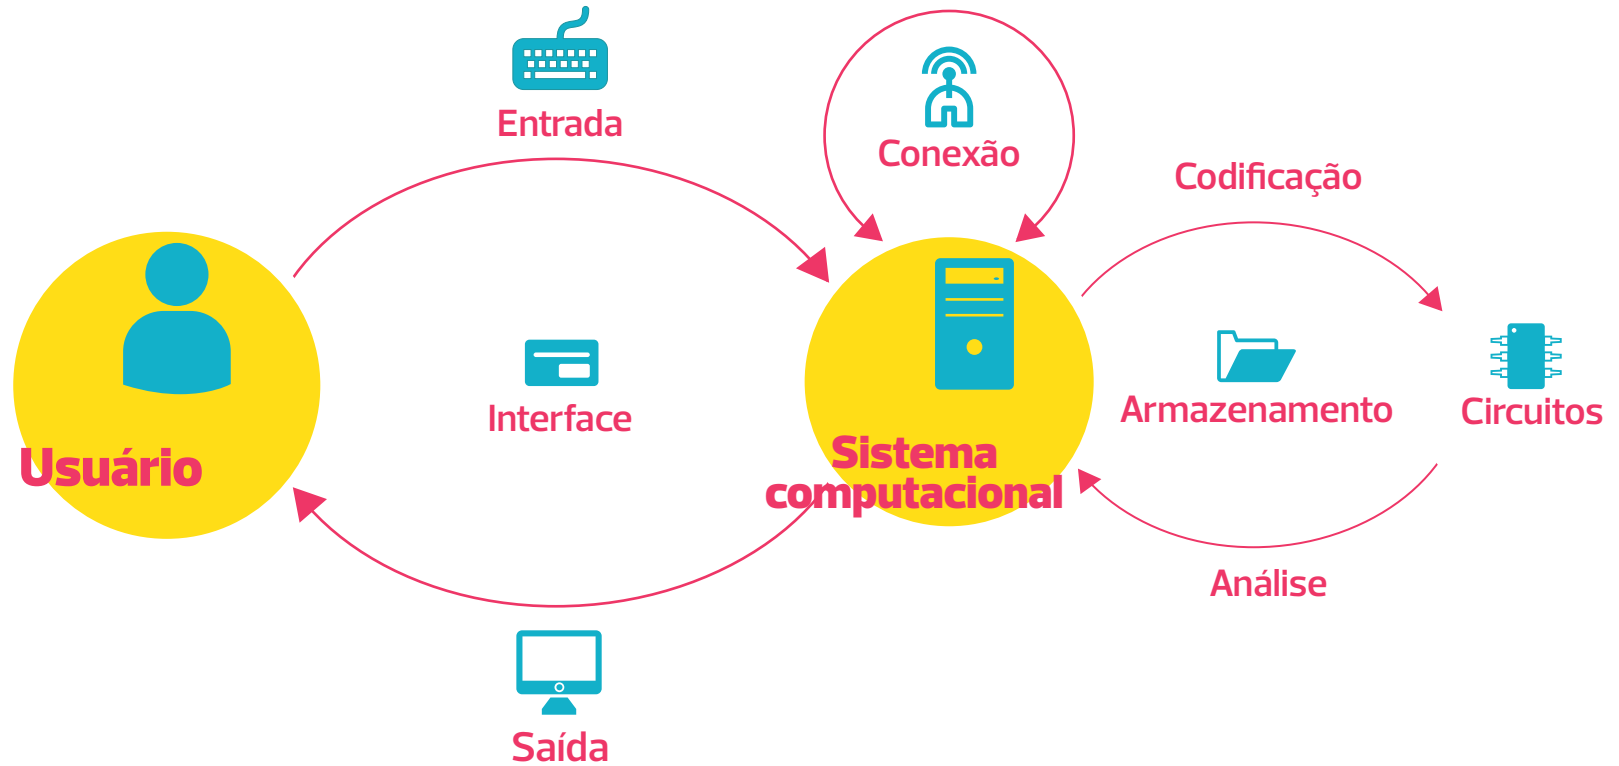 Entrada
Conexão
Codificação
Interface
Armazenamento
Circuitos
Usuário
Sistema
computacional
Análise
Saída